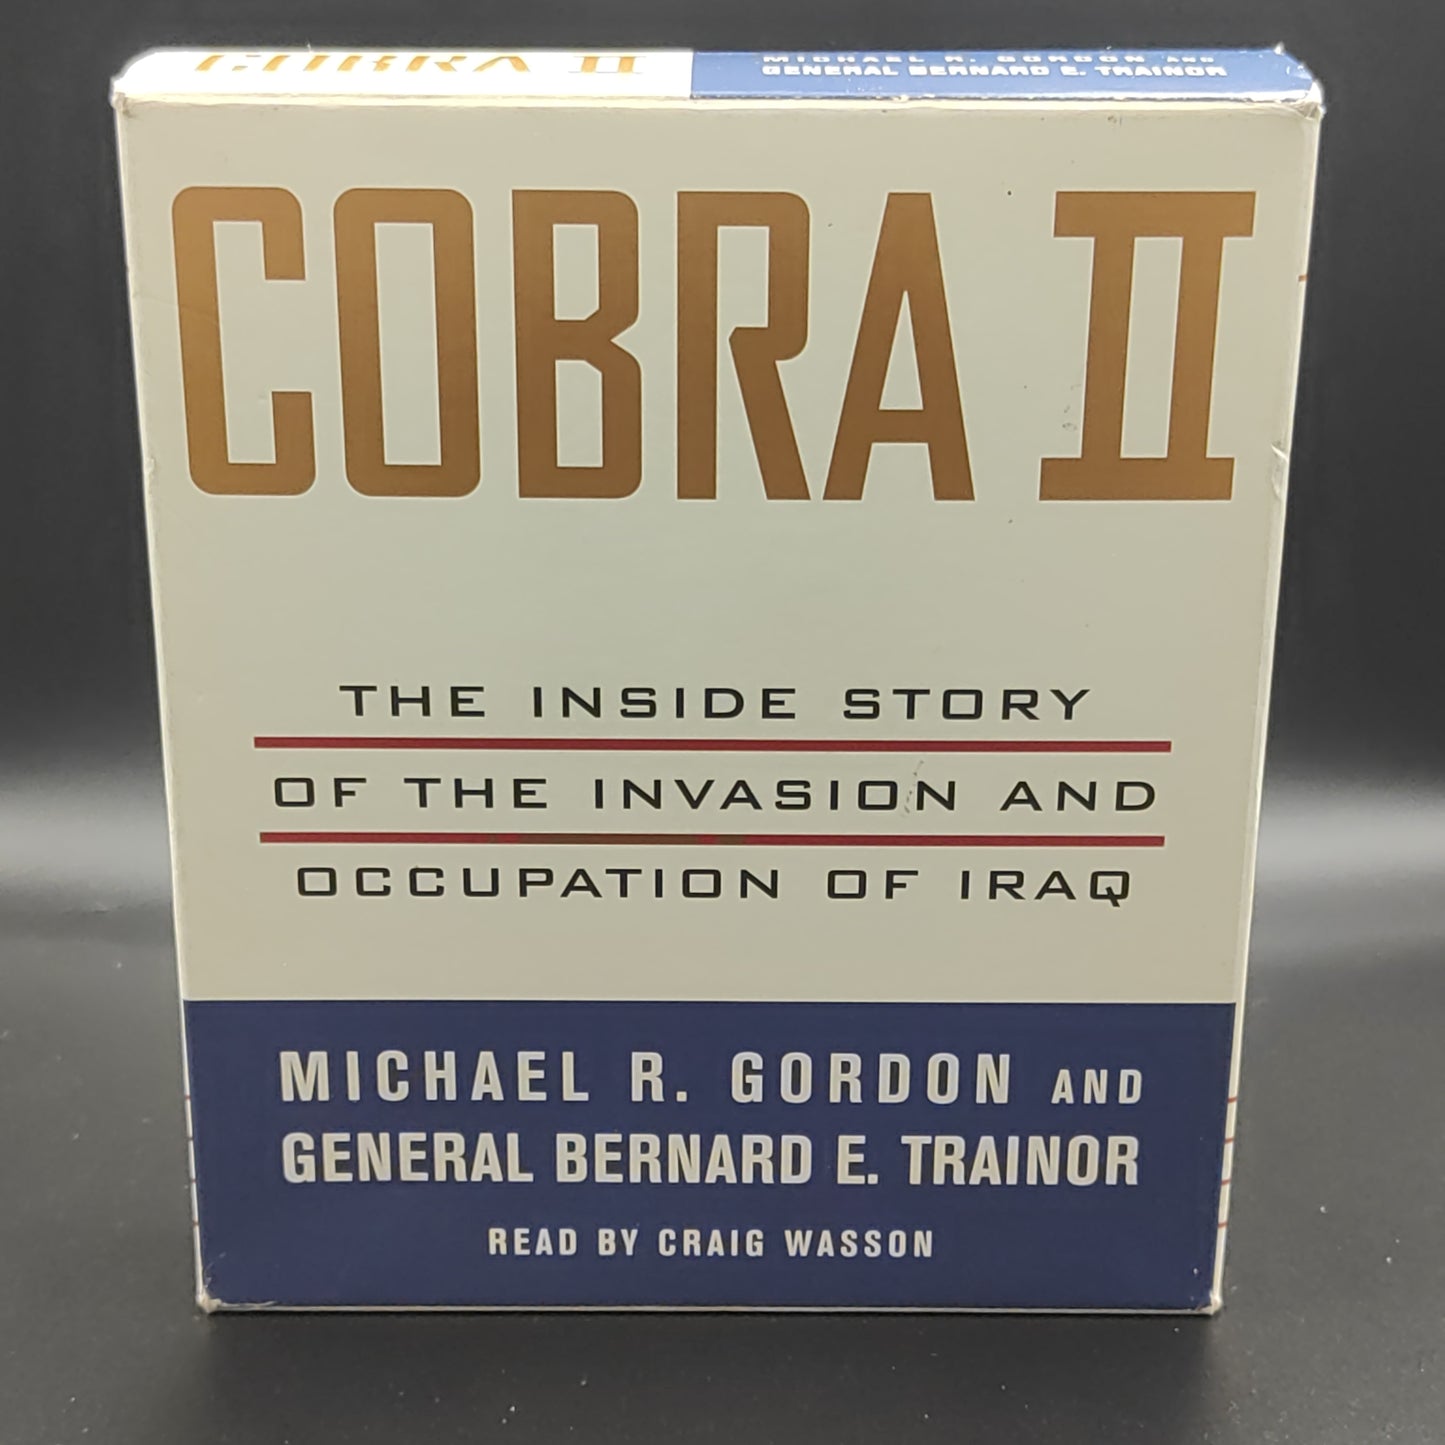 COBRA II
MICHAEL R. GORDON AND
GENERAL BERNARD E. TRAINOR
COBRA II
THE INSIDE STORY
OF THE INVASION AND
OCCUPATION OF IRAQ
MICHAEL R. GORDON AND
GENERAL BERNARD E. TRAINOR
READ BY CRAIG WASSON